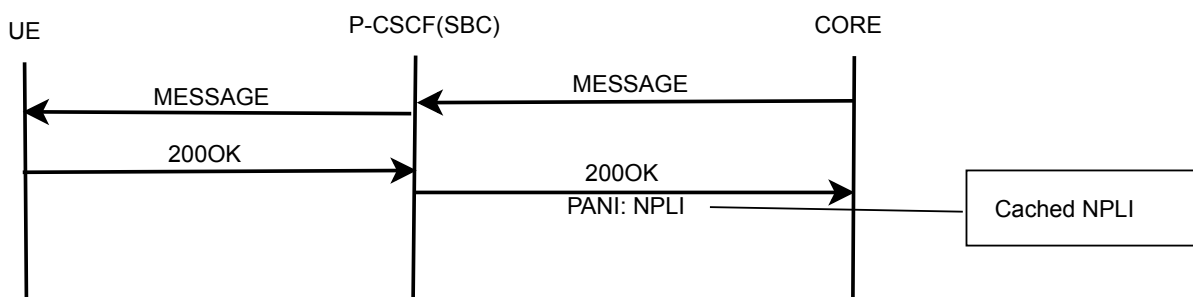 UE
P-CSCF(SBC)
CORE
MESSAGE
MESSAGE
200OK
200OK
PANI: NPLI
Cached NPLI